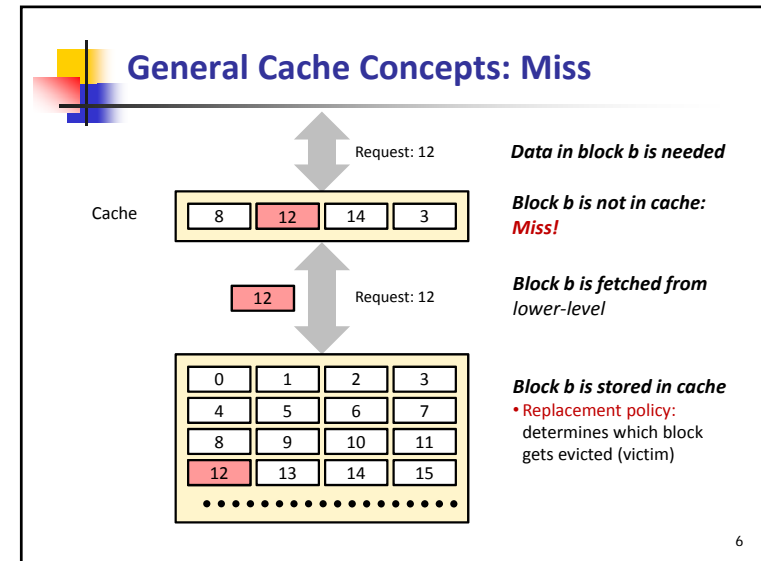 General Cache Concepts: Miss
Request: 12
Data in block b is needed
Cache
8 12 14 3
Block b is not in cache:
Miss!
12
Request: 12
Block b is fetched from
lower-level
0 1 2 3
4 5 6 7
8 9 10 11
12 13 14 15
Block b is stored in cache
• Replacement policy:
determines which block
gets evicted (victim)
6